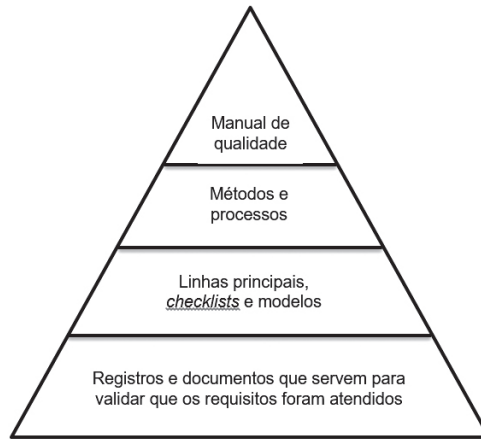 Manual de
qualidade
Métodos e
processos
Linhas principais,
checklists e modelos
Registros e documentos que servem para
validar que os requisitos foram atendidos